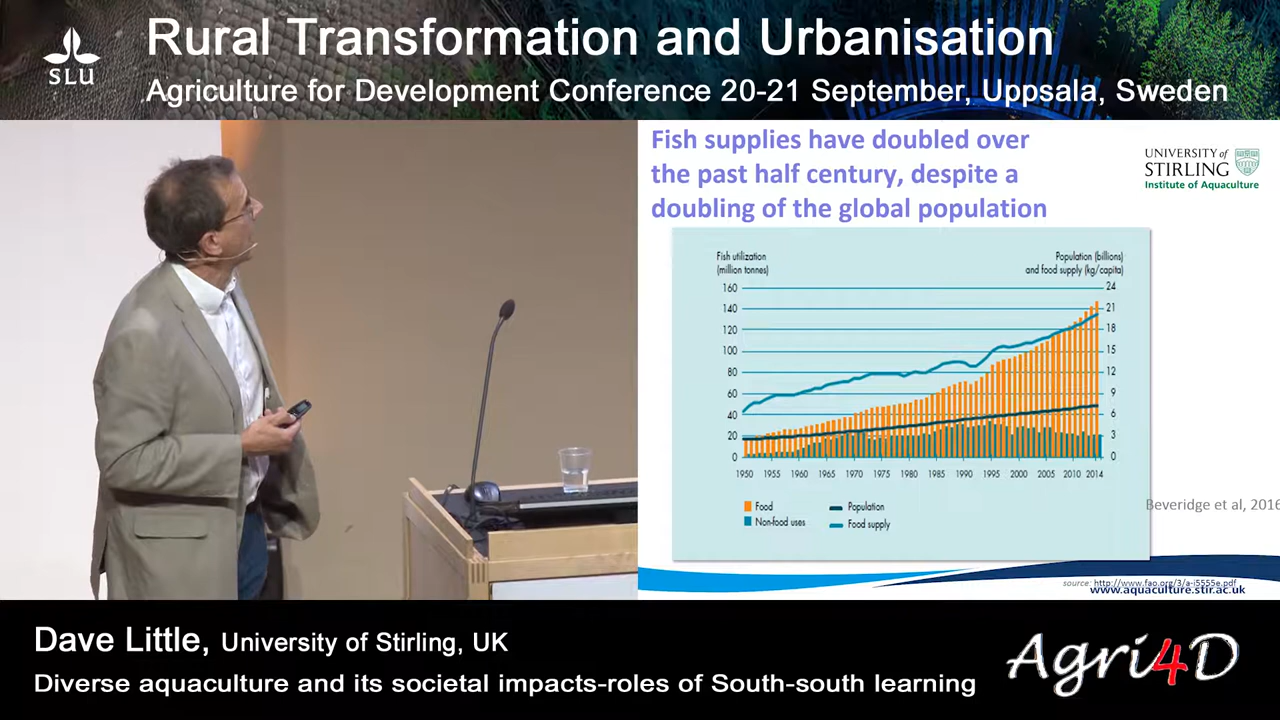 SLU
Rural Transformation and Urbanisation
Agriculture for Development Conference 20-21 September, Uppsala, Sweden
Fish supplies have doubled over
the past half century, despite a
doubling of the global population
UNIVERSITY of
STIRLING
Institute of Aquaculture
Fish utilization
(million tonnes)
Population (billions)
and food supply (kg/capita)
160
140
120
100
80
60
40
20
0
24
21
18
15
12
9
6
3
0
1950 1955 1960 1965 1970 1975 1980 1985 1990 1995 2000 2005 2010 2014
Food
Non-food uses
Population
Food supply
Beveridge et al, 2016
source: http://www.fao.org/3/a-i5555e.pdf
www.aquaculture.stir.ac.uk
Dave Little, University of Stirling, UK
Diverse aquaculture and its societal impacts-roles of South-south learning
Agri4D